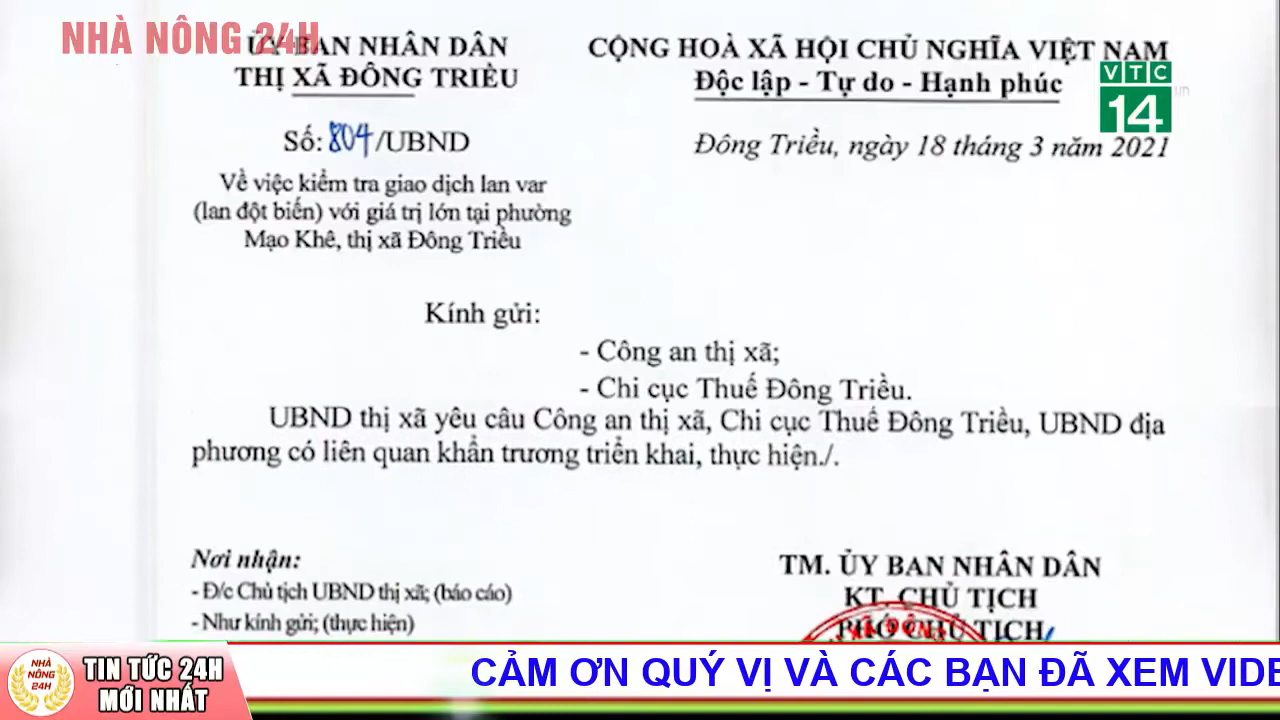 NHÀ NÔNG 24H
ỦY BAN NHÂN DÂN
THỊ XÃ ĐÔNG TRIỀU
CỘNG HOÀ XÃ HỘI CHỦ NGHĨA VIỆT NAM
Độc lập - Tự do - Hạnh phúc
VTC
14
.vn
Số: 804/UBND
Đông Triều, ngày 18 tháng 3 năm 2021
Về việc kiểm tra giao dịch lan var
(lan đột biến) với giá trị lớn tại phường
Mạo Khê, thị xã Đông Triều
Kính gửi:
- Công an thị xã;
- Chi cục Thuế Đông Triều.
UBND thị xã yêu câu Công an thị xã, Chi cục Thuế Đông Triều, UBND địa
phương có liên quan khẩn trương triển khai, thực hiện./.
Nơi nhận:
- Đ/c Chủ tịch UBND thị xã; (báo cáo)
- Như kính gửi; (thực hiện)
TM. ỦY BAN NHÂN DÂN
KT. CHỦ TỊCH
PHÓ CHỦ TỊCH
NHÀ
NÔNG
24H
TIN TỨC 24H
MỚI NHẤT
CẢM ƠN QUÝ VỊ VÀ CÁC BẠN ĐÃ XEM VIDE